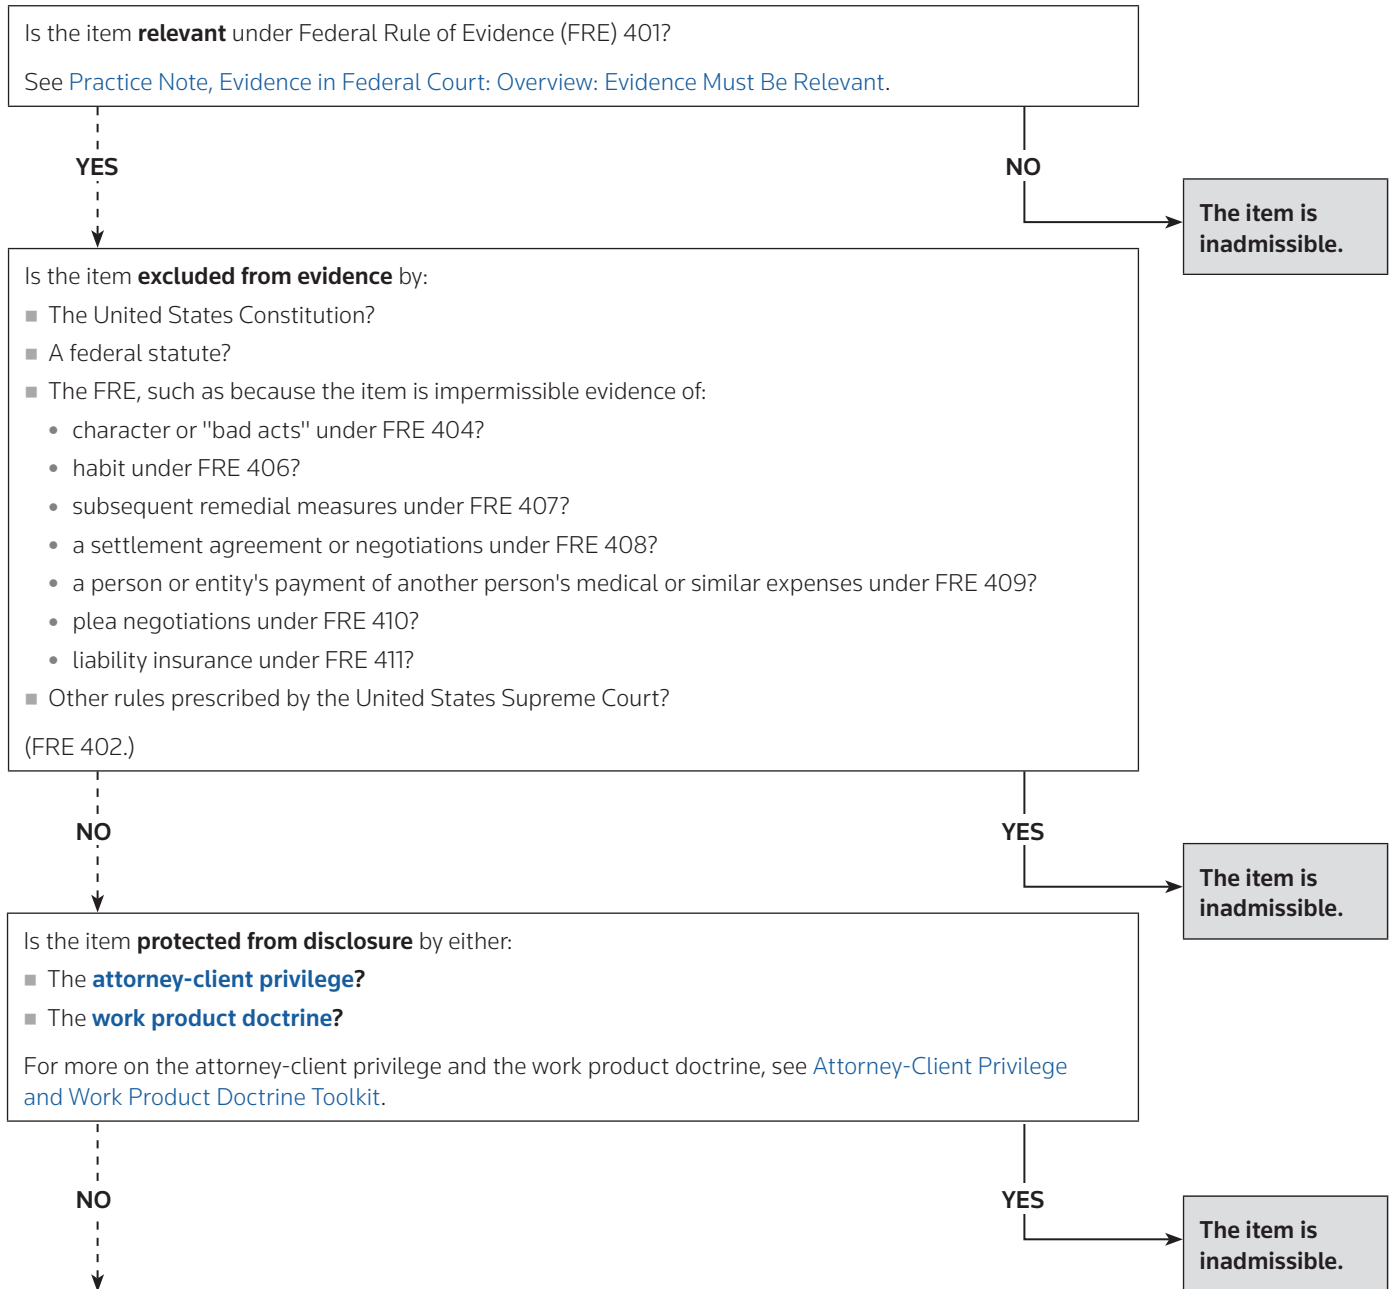 Is the item relevant under Federal Rule of Evidence (FRE) 401?
See Practice Note, Evidence in Federal Court: Overview: Evidence Must Be Relevant.
YES
NO
The item is
inadmissible.
Is the item excluded from evidence by:
■ The United States Constitution?
■ A federal statute?
■ The FRE, such as because the item is impermissible evidence of:
• character or "bad acts" under FRE 404?
• habit under FRE 406?
• subsequent remedial measures under FRE 407?
• a settlement agreement or negotiations under FRE 408?
• a person or entity's payment of another person's medical or similar expenses under FRE 409?
• plea negotiations under FRE 410?
• liability insurance under FRE 411?
■ Other rules prescribed by the United States Supreme Court?
(FRE 402.)
NO
YES
The item is
inadmissible.
Is the item protected from disclosure by either:
■ The attorney-client privilege?
■ The work product doctrine?
For more on the attorney-client privilege and the work product doctrine, see Attorney-Client Privilege
and Work Product Doctrine Toolkit.
NO
YES
The item is
inadmissible.